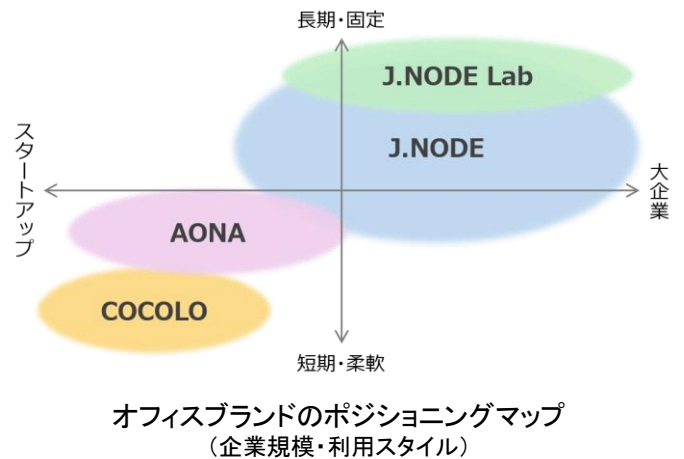 長期・固定
J.NODE Lab
J.NODE
スタートアップ
大企業
AONA
COCOLO
短期・柔軟
オフィスブランドのポジショニングマップ
（企業規模・利用スタイル）